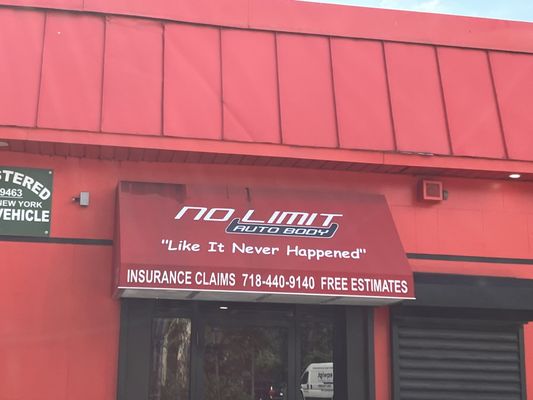 STERED
9463
NEW YORK
VEHICLE
NO LIMIT
AUTO BODY
"Like It Never Happened"
INSURANCE CLAIMS 718-440-9140 FREE ESTIMATES